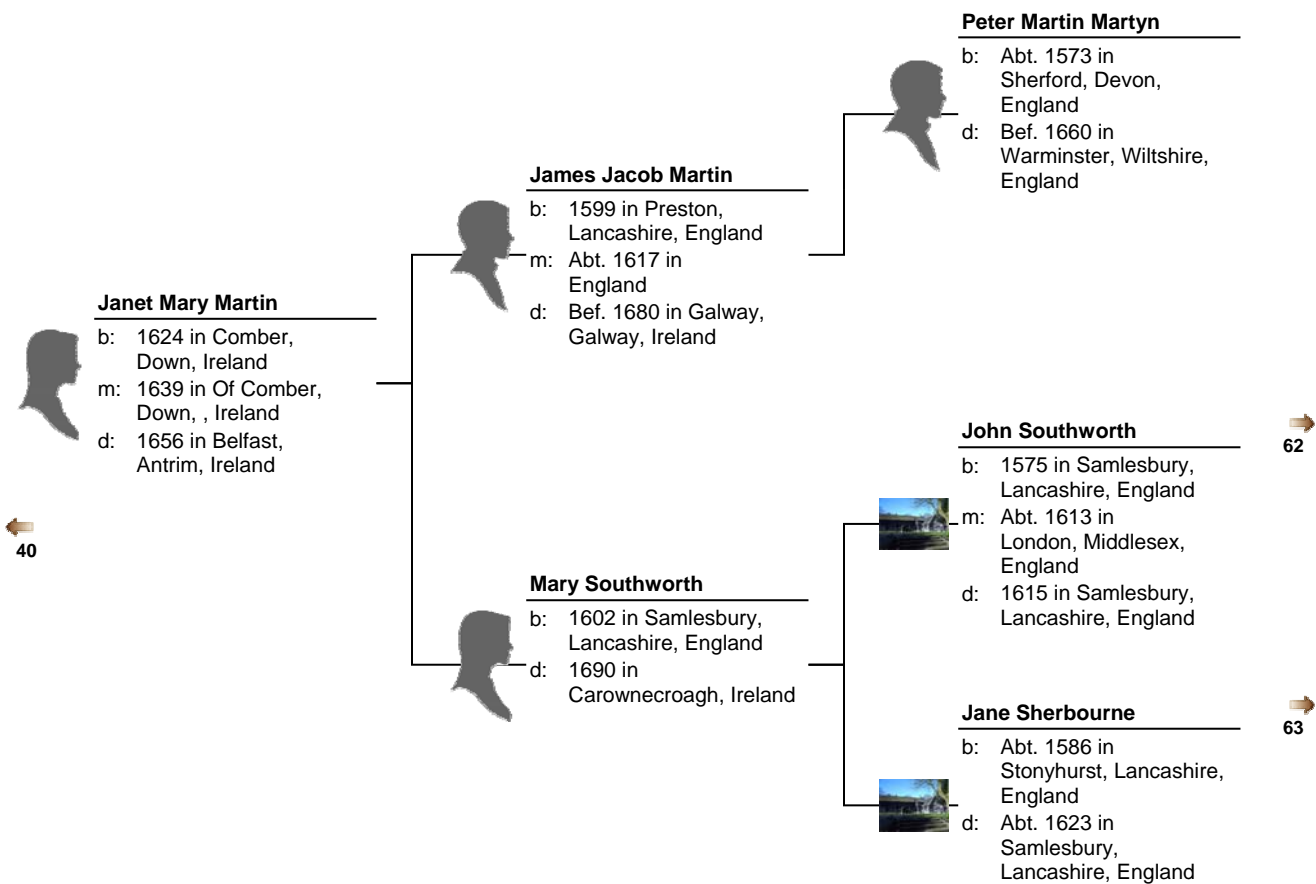 Peter Martin Martyn
b: Abt. 1573 in
Sherford, Devon,
England
d: Bef. 1660 in
Warminster, Wiltshire,
England
James Jacob Martin
b: 1599 in Preston,
Lancashire, England
m: Abt. 1617 in
England
d: Bef. 1680 in Galway,
Galway, Ireland
Janet Mary Martin
b: 1624 in Comber,
Down, Ireland
m: 1639 in Of Comber,
Down, , Ireland
d: 1656 in Belfast,
Antrim, Ireland
40
John Southworth
b: 1575 in Samlesbury,
Lancashire, England
m: Abt. 1613 in
London, Middlesex,
England
d: 1615 in Samlesbury,
Lancashire, England
62
Mary Southworth
b: 1602 in Samlesbury,
Lancashire, England
d: 1690 in
Carownecroagh, Ireland
Jane Sherbourne
b: Abt. 1586 in
Stonyhurst, Lancashire,
England
d: Abt. 1623 in
Samlesbury,
Lancashire, England
63